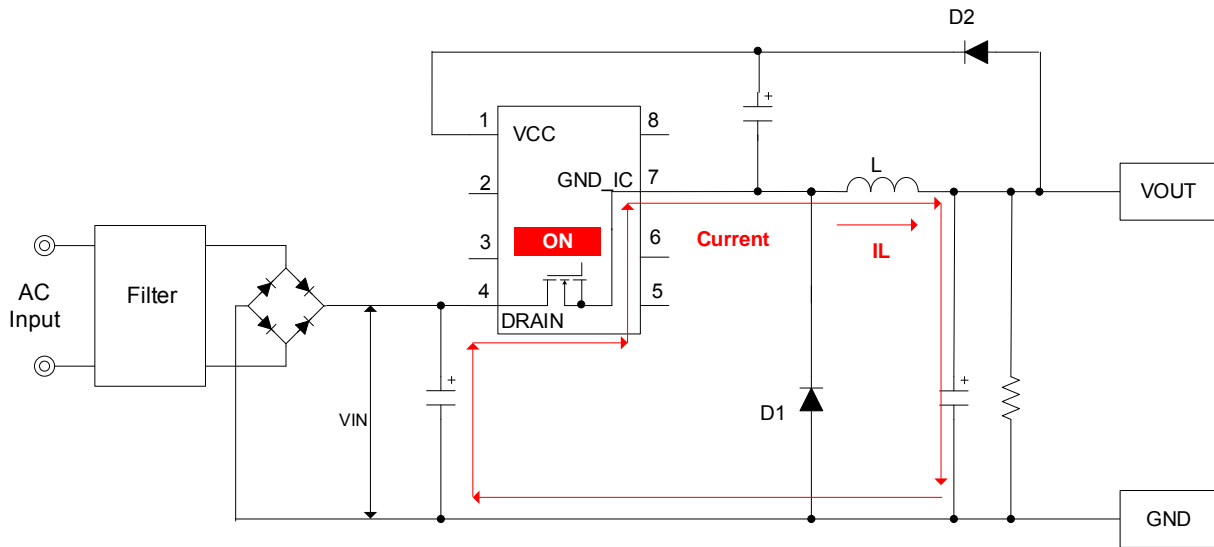 D2
1
VCC
8
2
GND_IC
7
L
VOUT
3
ON
6
Current
IL
AC
Input
Filter
4
5
DRAIN
VIN
D1
+
+
+
GND